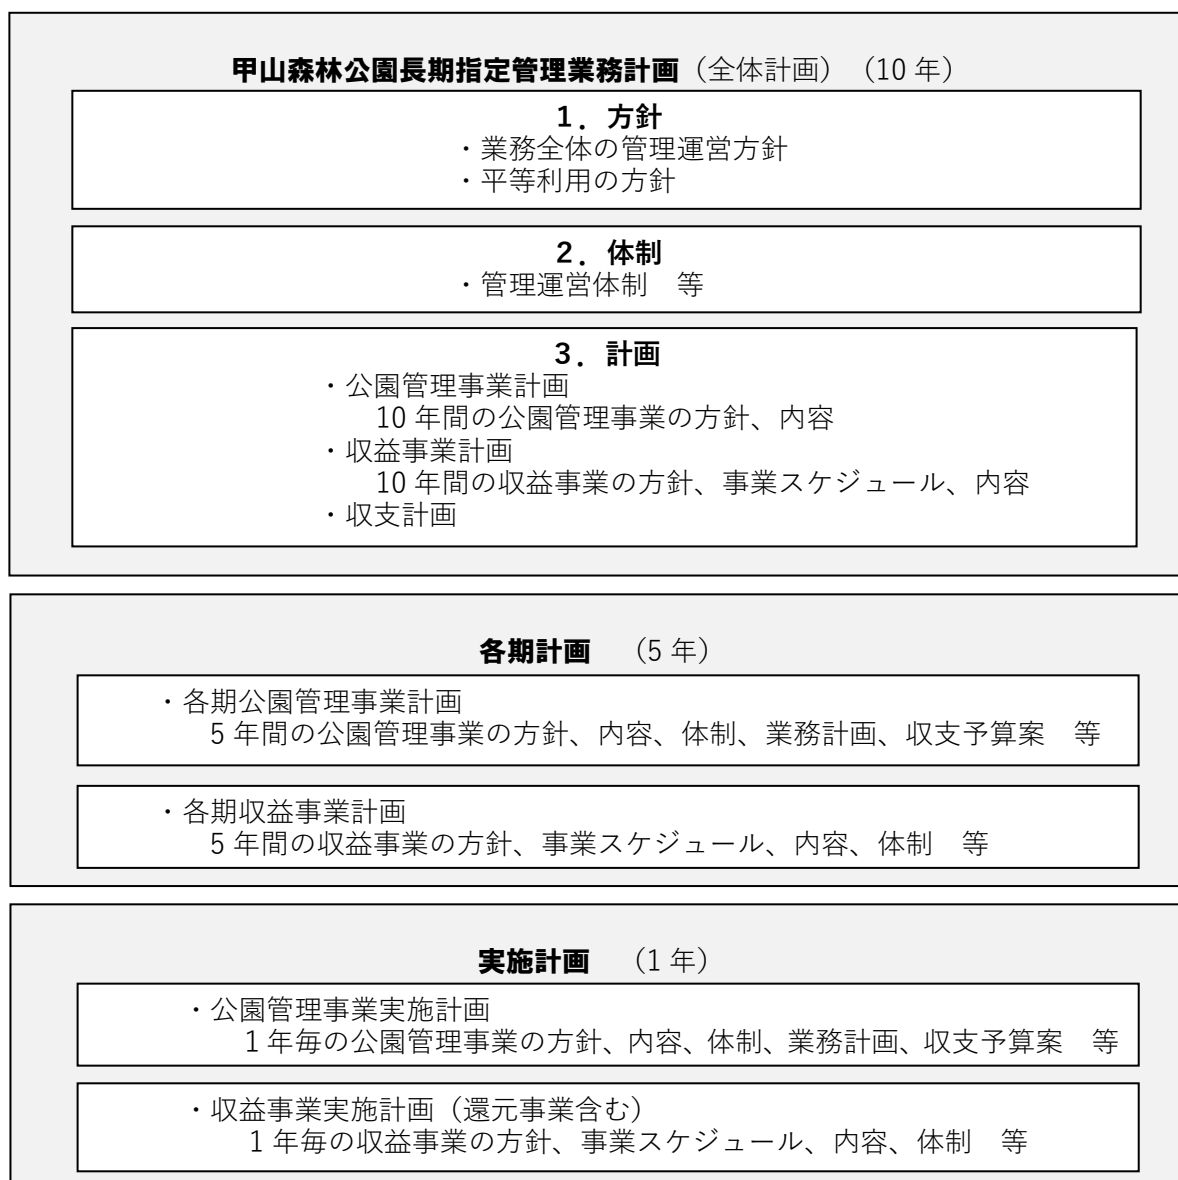 甲山森林公園長期指定管理業務計画（全体計画）（10 年）
１．方針
・業務全体の管理運営方針
・平等利用の方針
２．体制
・管理運営体制　等
３．計画
・公園管理事業計画
10 年間の公園管理事業の方針、内容
・収益事業計画
10 年間の収益事業の方針、事業スケジュール、内容
・収支計画
各期計画　（5 年）
・各期公園管理事業計画
5 年間の公園管理事業の方針、内容、体制、業務計画、収支予算案　等
・各期収益事業計画
5 年間の収益事業の方針、事業スケジュール、内容、体制　等
実施計画　（1 年）
・公園管理事業実施計画
1 年毎の公園管理事業の方針、内容、体制、業務計画、収支予算案　等
・収益事業実施計画（還元事業含む）
1 年毎の収益事業の方針、事業スケジュール、内容、体制　等